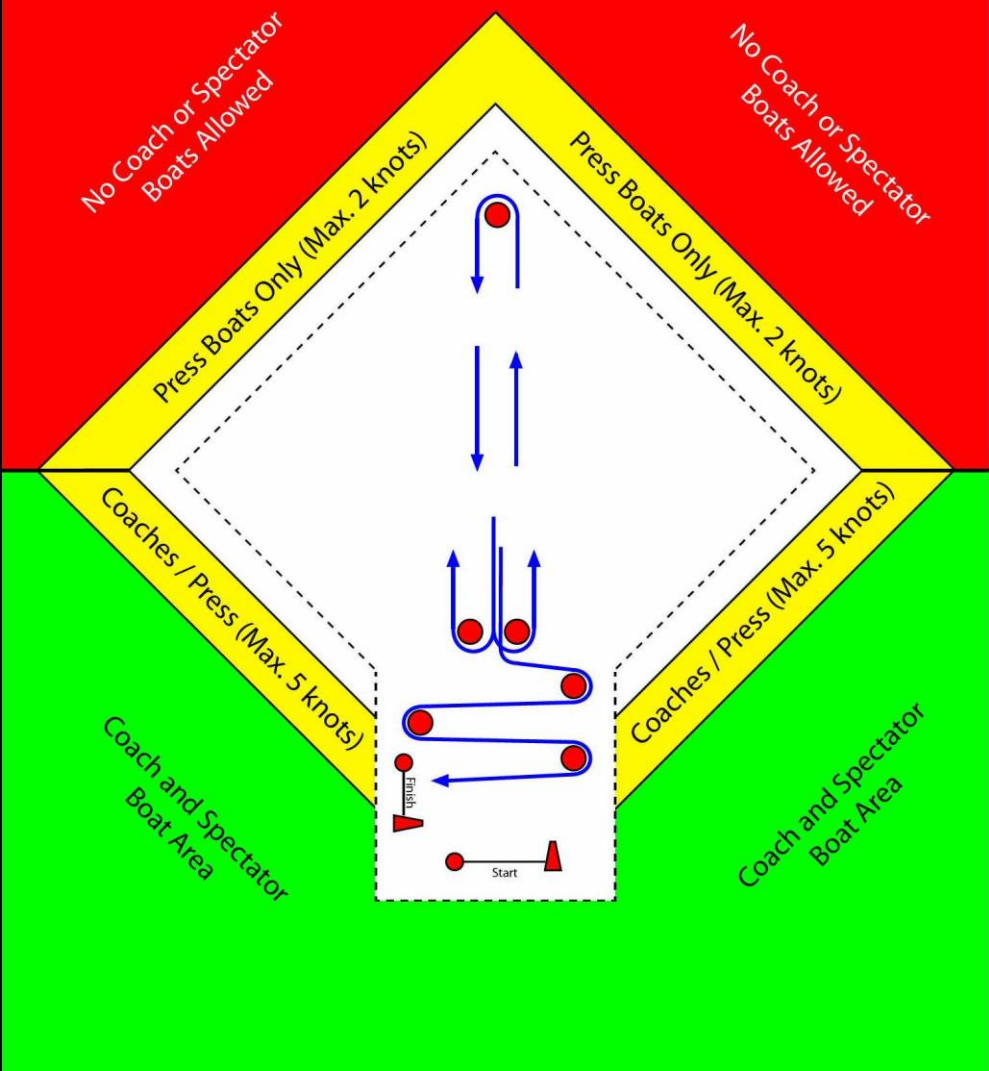 No Coach or Spectator
Boats Allowed
No Coach or Spectator
Boats Allowed
Press Boats Only (Max. 2 knots)
Press Boats Only (Max. 2 knots)
Coaches / Press (Max. 5 knots)
Coaches / Press (Max. 5 knots)
Coach and Spectator
Boat Area
Coach and Spectator
Boat Area
Finish
Start